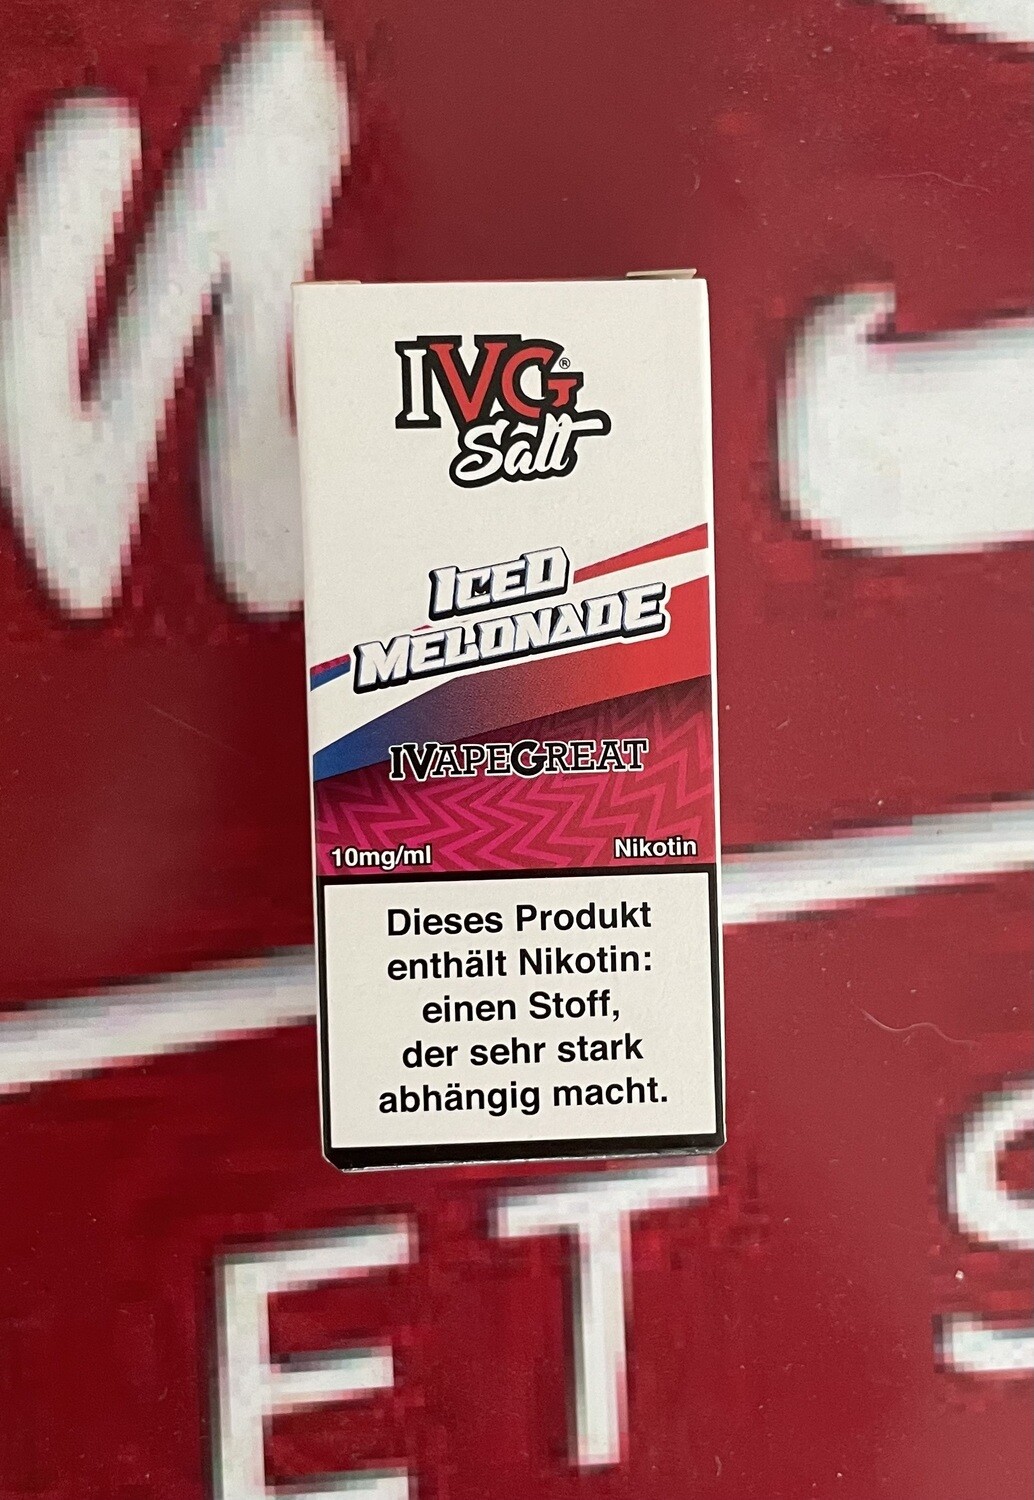 IVG®
Salt
ICED
MELONADE
IVAPEGREAT
10mg/ml Nikotin
Dieses Produkt
enthält Nikotin:
einen Stoff,
der sehr stark
abhängig macht.
ET S